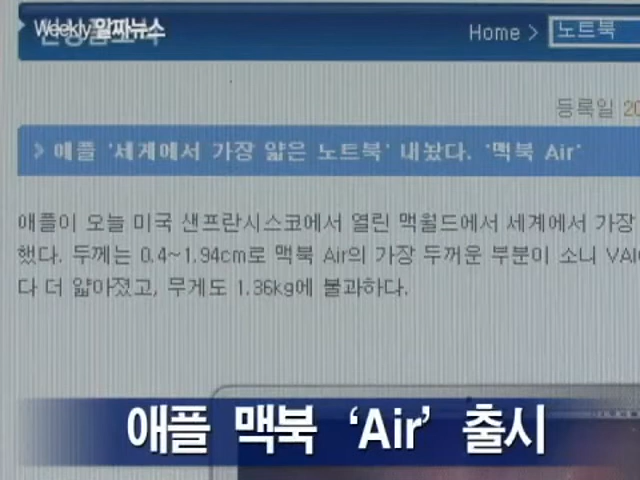 Weekly 알짜뉴스
Home > 노트북
등록일 20
> 애플 '세계에서 가장 얇은 노트북' 내놨다. '맥북 Air'
애플이 오늘 미국 샌프란시스코에서 열린 맥월드에서 세계에서 가장
했다. 두께는 0.4~1.94cm로 맥북 Air의 가장 두꺼운 부분이 소니 VAIO
다 더 얇아졌고, 무게도 1.36kg에 불과하다.
애플 맥북 ‘Air’ 출시